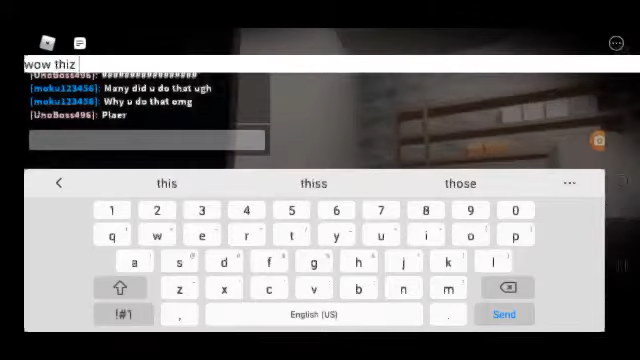 wow thiz
[UnoBoss496]: #################
[moku123456]: Many did u do that ugh
[moku123456]: Why u do that omg
[UnoBoss496]: Plaer
this thiss those
1 2 3 4 5 6 7 8 9 0
q w e r t y u i o p
a s d f g h j k l
z x c v b n m
!#1 , English (US) . Send